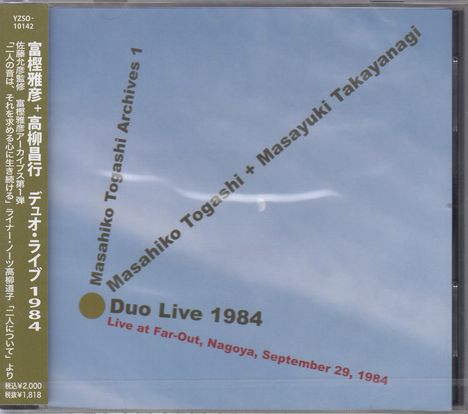 YZSO-
10142
富樫雅彦+高柳昌行 デュオ・ライブ 1984
佐藤允彦監修 富樫雅彦アーカイブス第1弾
「二人の音は、それを求める心に生き続ける」ライナー・ノーツ高柳道子「二人について」より
税込¥2,000
税抜¥1,818
Masahiko Togashi Archives 1
Masahiko Togashi + Masayuki Takayanagi
Duo Live 1984
Live at Far-Out, Nagoya, September 29, 1984